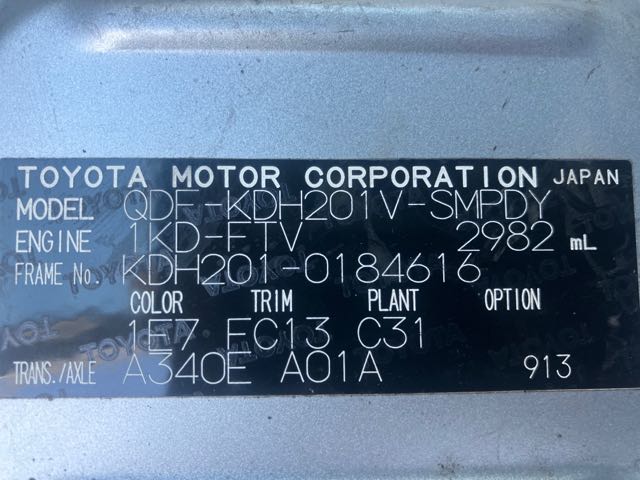 TOYOTA MOTOR CORPORATION JAPAN
MODEL QDF-KDH201V-SMPDY
ENGINE 1KD-FTV 2982 mL
FRAME No. KDH201-0184616
COLOR TRIM PLANT OPTION
1E7 FC13 C31
TRANS./AXLE A340E A01A 913